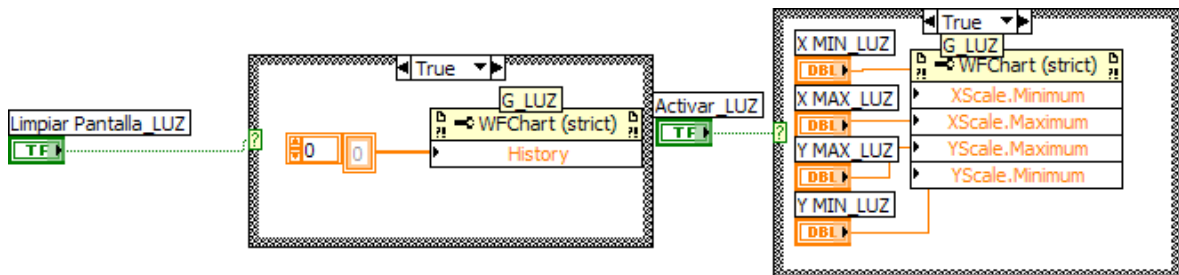 Limpiar Pantalla_LUZ
TF
True
?
G_LUZ
?! WFChart (strict) ?!
0
0
History
Activar_LUZ
TF
True
?
X MIN_LUZ
DBL
X MAX_LUZ
DBL
Y MAX_LUZ
DBL
Y MIN_LUZ
DBL
G_LUZ
?! WFChart (strict) ?!
XScale.Minimum
XScale.Maximum
YScale.Maximum
YScale.Minimum